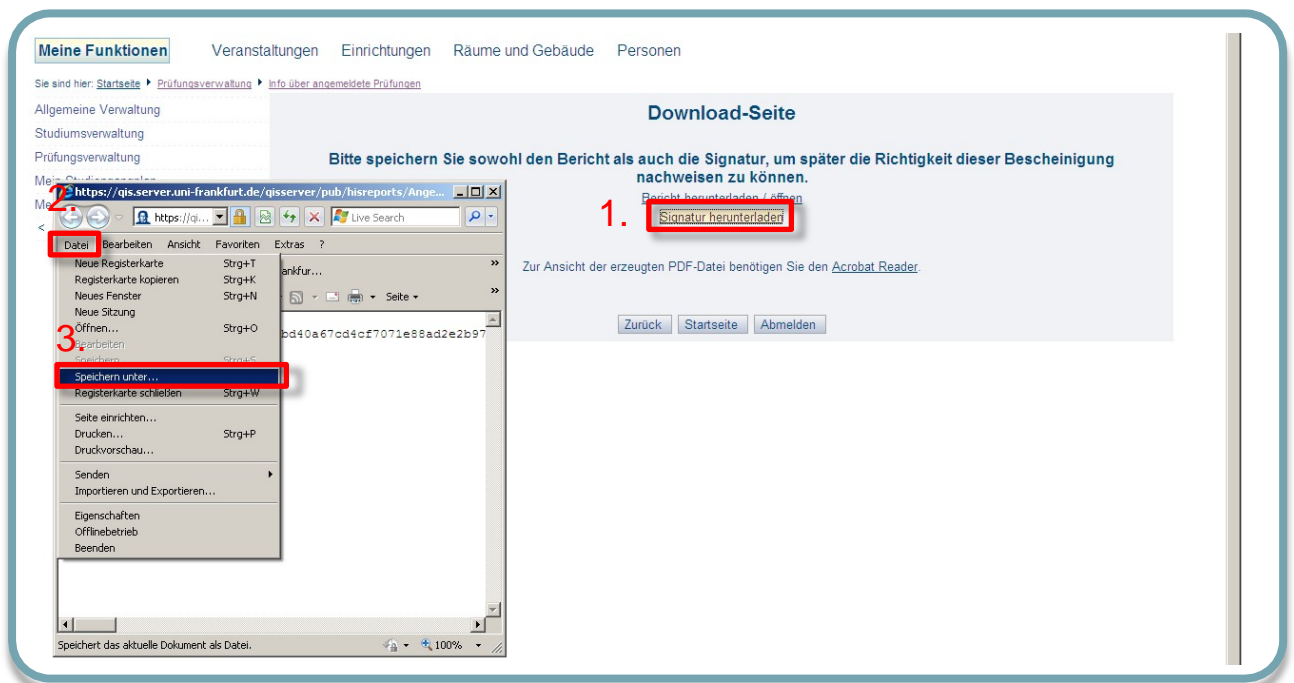 Meine Funktionen Veranstaltungen Einrichtungen Räume und Gebäude Personen
Sie sind hier: Startseite Prüfungsverwaltung Info über angemeldete Prüfungen
Allgemeine Verwaltung
Studiumsverwaltung
Prüfungsverwaltung
Download-Seite
Bitte speichern Sie sowohl den Bericht als auch die Signatur, um später die Richtigkeit dieser Bescheinigung
nachweisen zu können.
Bericht herunterladen / öffnen
1. Signatur herunterladen
Zur Ansicht der erzeugten PDF-Datei benötigen Sie den Acrobat Reader.
Zurück Startseite Abmelden
2.
https://qis.server.uni-frankfurt.de/qisserver/pub/hisreports/Ange...
https://qi... Live Search
Datei Bearbeiten Ansicht Favoriten Extras ?
Neue Registerkarte Strg+T
Registerkarte kopieren Strg+K
Neues Fenster Strg+N
Neue Sitzung
Öffnen... Strg+O
3.
Bearbeiten
Speichern Strg+S
Speichern unter...
Registerkarte schließen Strg+W
Seite einrichten...
Drucken... Strg+P
Druckvorschau...
Senden
Importieren und Exportieren...
Eigenschaften
Offlinebetrieb
Beenden
ankfur...
Seite
bd40a67cd4cf7071e88ad2e2b97
Speichert das aktuelle Dokument als Datei. 100%